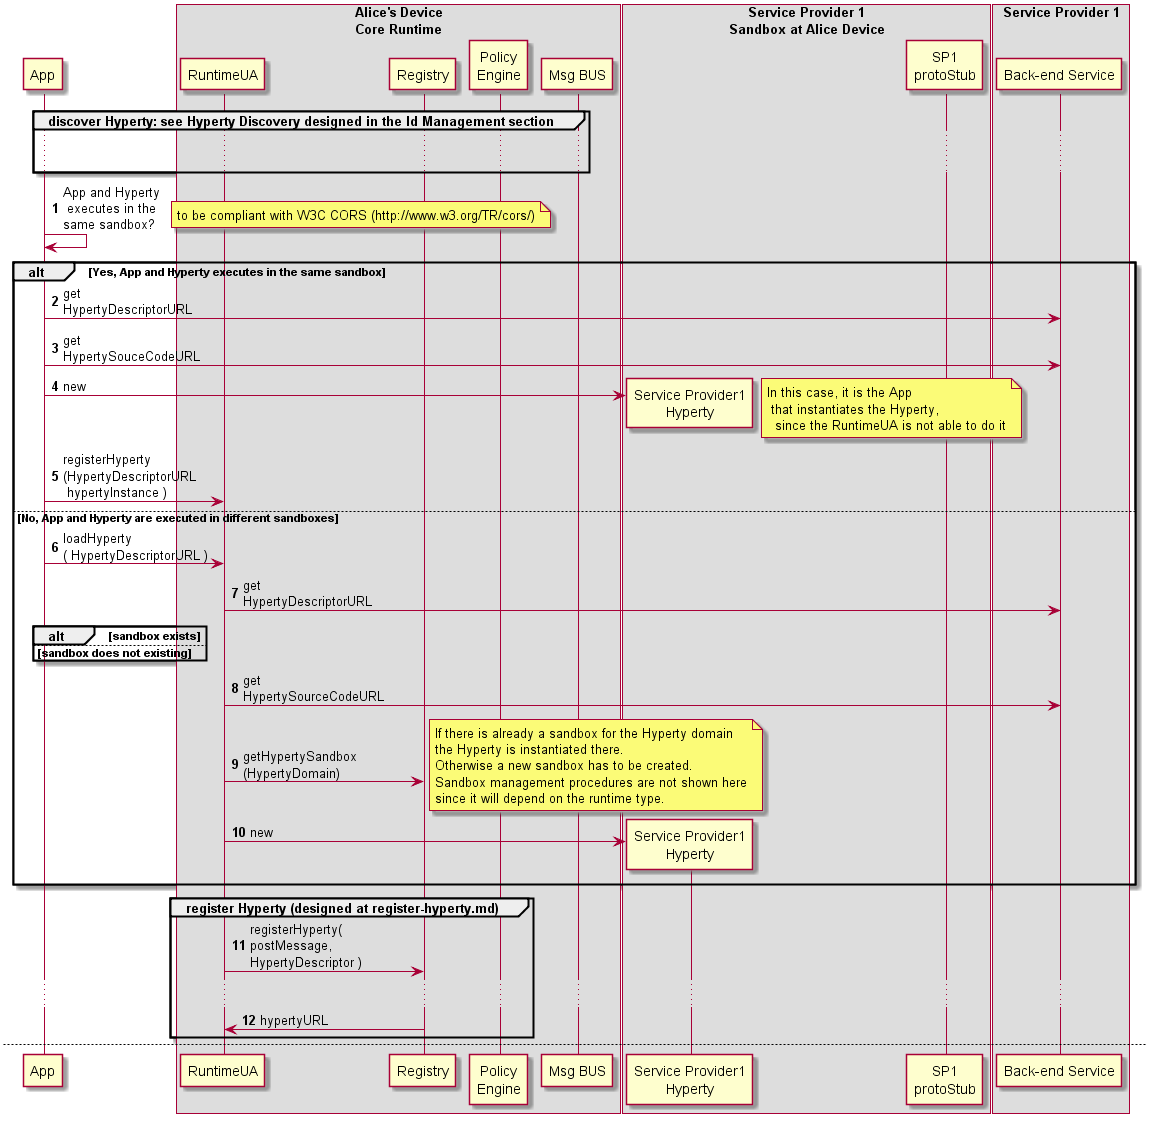 Alice's Device
Core Runtime
Service Provider 1
Sandbox at Alice Device
Service Provider 1
App
RuntimeUA
Registry
Policy
Engine
Msg BUS
SP1
protoStub
Back-end Service
discover Hyperty: see Hyperty Discovery designed in the Id Management section
1 App and Hyperty
executes in the
same sandbox?
to be compliant with W3C CORS (http://www.w3.org/TR/cors/)
alt [Yes, App and Hyperty executes in the same sandbox]
2 get
HypertyDescriptorURL
3 get
HypertySouceCodeURL
4 new
Service Provider1
Hyperty
In this case, it is the App
that instantiates the Hyperty,
since the RuntimeUA is not able to do it
5 registerHyperty
(HypertyDescriptorURL
hypertyInstance )
[No, App and Hyperty are executed in different sandboxes]
6 loadHyperty
( HypertyDescriptorURL )
7 get
HypertyDescriptorURL
alt [sandbox exists]
[sandbox does not existing]
8 get
HypertySourceCodeURL
9 getHypertySandbox
(HypertyDomain)
If there is already a sandbox for the Hyperty domain
the Hyperty is instantiated there.
Otherwise a new sandbox has to be created.
Sandbox management procedures are not shown here
since it will depend on the runtime type.
10 new
Service Provider1
Hyperty
register Hyperty (designed at register-hyperty.md)
11 registerHyperty(
postMessage,
HypertyDescriptor )
12 hypertyURL
App
RuntimeUA
Registry
Policy
Engine
Msg BUS
Service Provider1
Hyperty
SP1
protoStub
Back-end Service